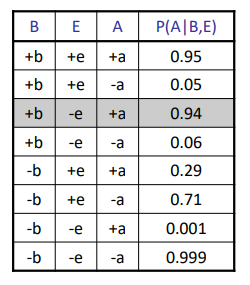 B E A P(A|B,E)
+b +e +a 0.95
+b +e -a 0.05
+b -e +a 0.94
+b -e -a 0.06
-b +e +a 0.29
-b +e -a 0.71
-b -e +a 0.001
-b -e -a 0.999